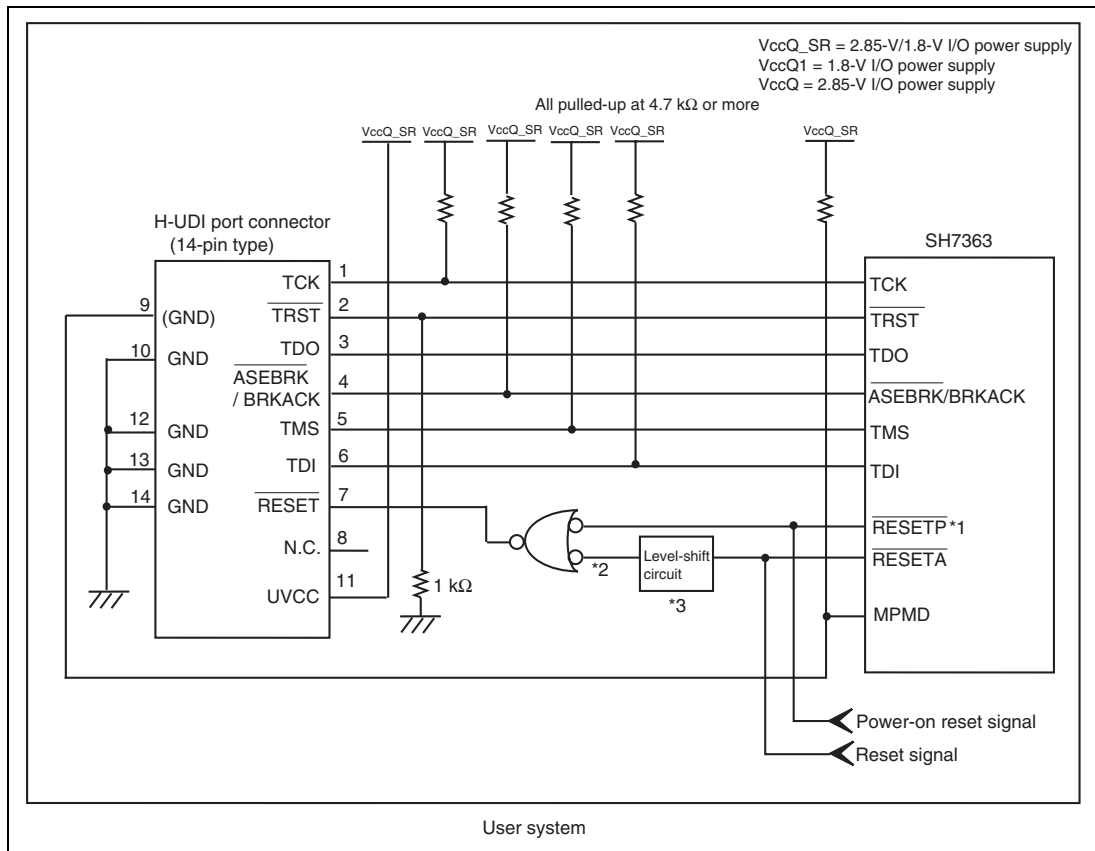 VccQ_SR = 2.85-V/1.8-V I/O power supply
VccQ1 = 1.8-V I/O power supply
VccQ = 2.85-V I/O power supply
All pulled-up at 4.7 kΩ or more
VccQ_SR
VccQ_SR
VccQ_SR
VccQ_SR
VccQ_SR
VccQ_SR
H-UDI port connector
(14-pin type)
SH7363
TCK
1
TCK
9
(GND)
TRST
2
TRST
10
GND
TDO
3
TDO
ASEBRK
/ BRKACK
4
ASEBRK/BRKACK
12
GND
TMS
5
TMS
13
GND
TDI
6
TDI
14
GND
RESET
7
RESETP *1
N.C.
8
*2
Level-shift
circuit
*3
RESETA
UVCC
11
1 kΩ
MPMD
Power-on reset signal
Reset signal
User system